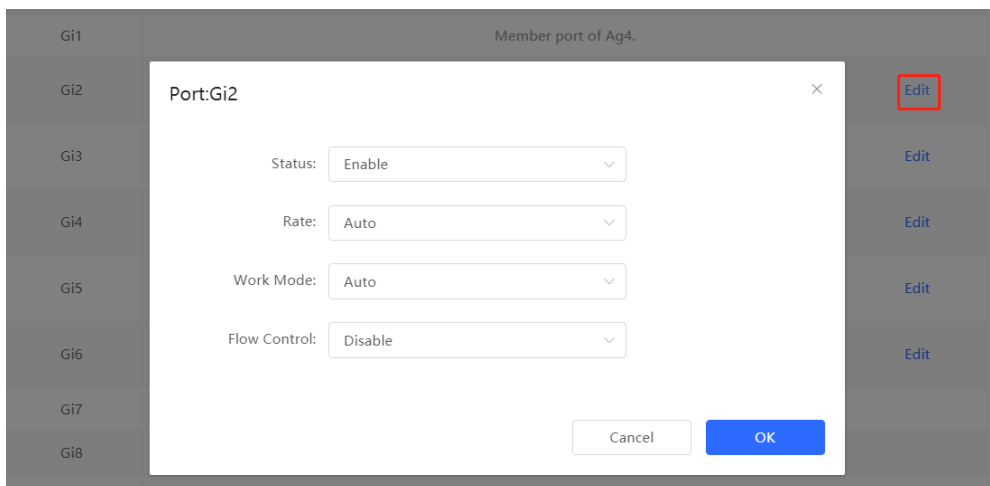 Gi1 Member port of Ag4.
Gi2 Edit
Port:Gi2
Gi3 Edit
Status: Enable
Gi4 Edit
Rate: Auto
Gi5 Edit
Work Mode: Auto
Gi6 Edit
Flow Control: Disable
Gi7
Gi8
Cancel OK